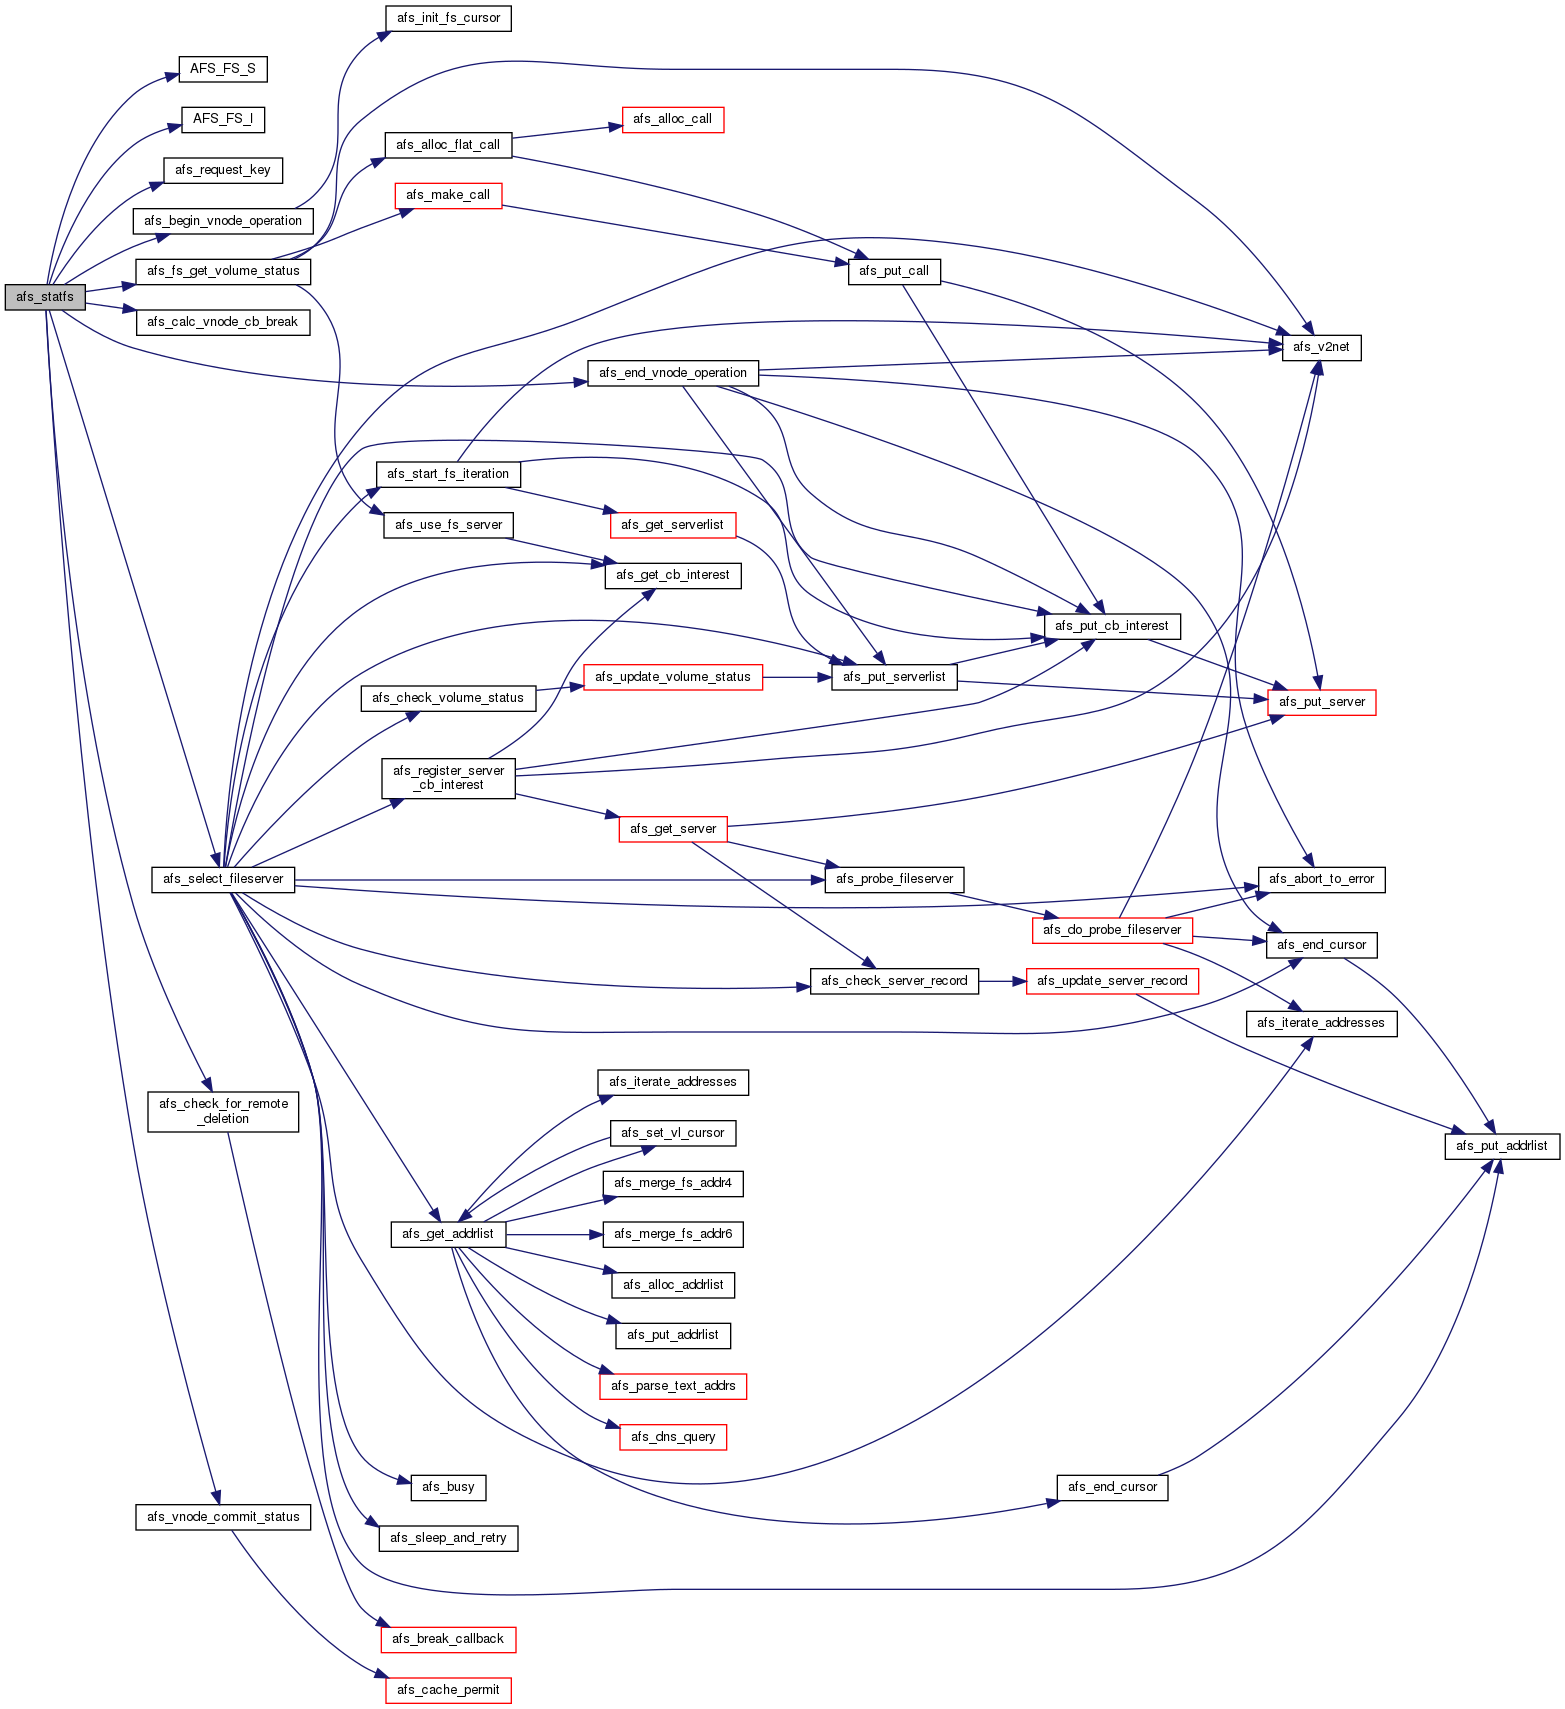 afs_init_fs_cursor
AFS_FS_S
AFS_FS_I
afs_alloc_call
afs_alloc_flat_call
afs_request_key
afs_make_call
afs_begin_vnode_operation
afs_fs_get_volume_status
afs_put_call
afs_statfs
afs_calc_vnode_cb_break
afs_v2net
afs_end_vnode_operation
afs_start_fs_iteration
afs_use_fs_server
afs_get_serverlist
afs_get_cb_interest
afs_put_cb_interest
afs_check_volume_status
afs_update_volume_status
afs_put_serverlist
afs_put_server
afs_register_server
_cb_interest
afs_get_server
afs_select_fileserver
afs_probe_fileserver
afs_abort_to_error
afs_do_probe_fileserver
afs_end_cursor
afs_check_server_record
afs_update_server_record
afs_iterate_addresses
afs_iterate_addresses
afs_check_for_remote
_deletion
afs_set_vl_cursor
afs_put_addrlist
afs_merge_fs_addr4
afs_get_addrlist
afs_merge_fs_addr6
afs_alloc_addrlist
afs_put_addrlist
afs_parse_text_addrs
afs_dns_query
afs_busy
afs_end_cursor
afs_vnode_commit_status
afs_sleep_and_retry
afs_break_callback
afs_cache_permit